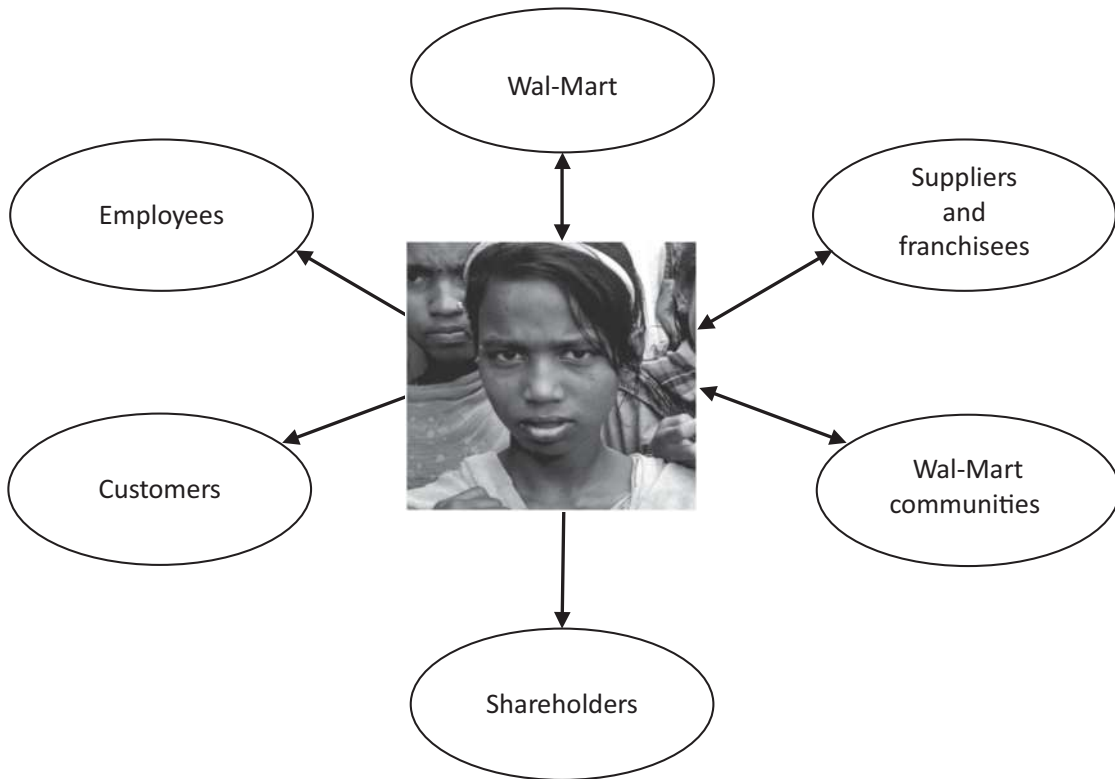 Wal-Mart
Employees
Suppliers
and
franchisees
Customers
Wal-Mart
communities
Shareholders